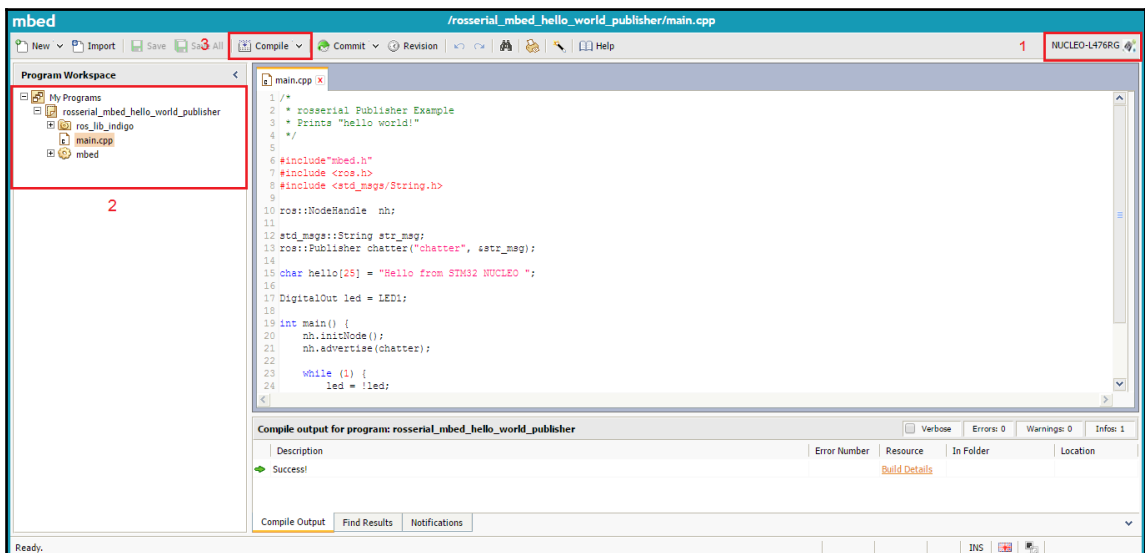 mbed
/rosserial_mbed_hello_world_publisher/main.cpp
New Import Save Save All 3 Compile Commit Revision Help 1 NUCLEO-L476RG
Program Workspace <
My Programs
rosserial_mbed_hello_world_publisher
ros_lib_indigo
main.cpp
mbed
2
main.cpp x
1 /*
2 * rosserial Publisher Example
3 * Prints "hello world!"
4 */
5
6 #include"mbed.h"
7 #include <ros.h>
8 #include <std_msgs/String.h>
9
10 ros::NodeHandle nh;
11
12 std_msgs::String str_msg;
13 ros::Publisher chatter("chatter", &str_msg);
14
15 char hello[25] = "Hello from STM32 NUCLEO ";
16
17 DigitalOut led = LED1;
18
19 int main() {
20 nh.initNode();
21 nh.advertise(chatter);
22
23 while (1) {
24 led = !led;
Compile output for program: rosserial_mbed_hello_world_publisher Verbose Errors: 0 Warnings: 0 Infos: 1
Description Error Number Resource In Folder Location
Success! Build Details
Compile Output Find Results Notifications
Ready. INS